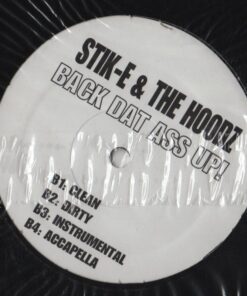 STIK-E & THE HOODZ
BACK DAT ASS UP!
B1: CLEAN
B2: DIRTY
B3: INSTRUMENTAL
B4: ACCAPELLA